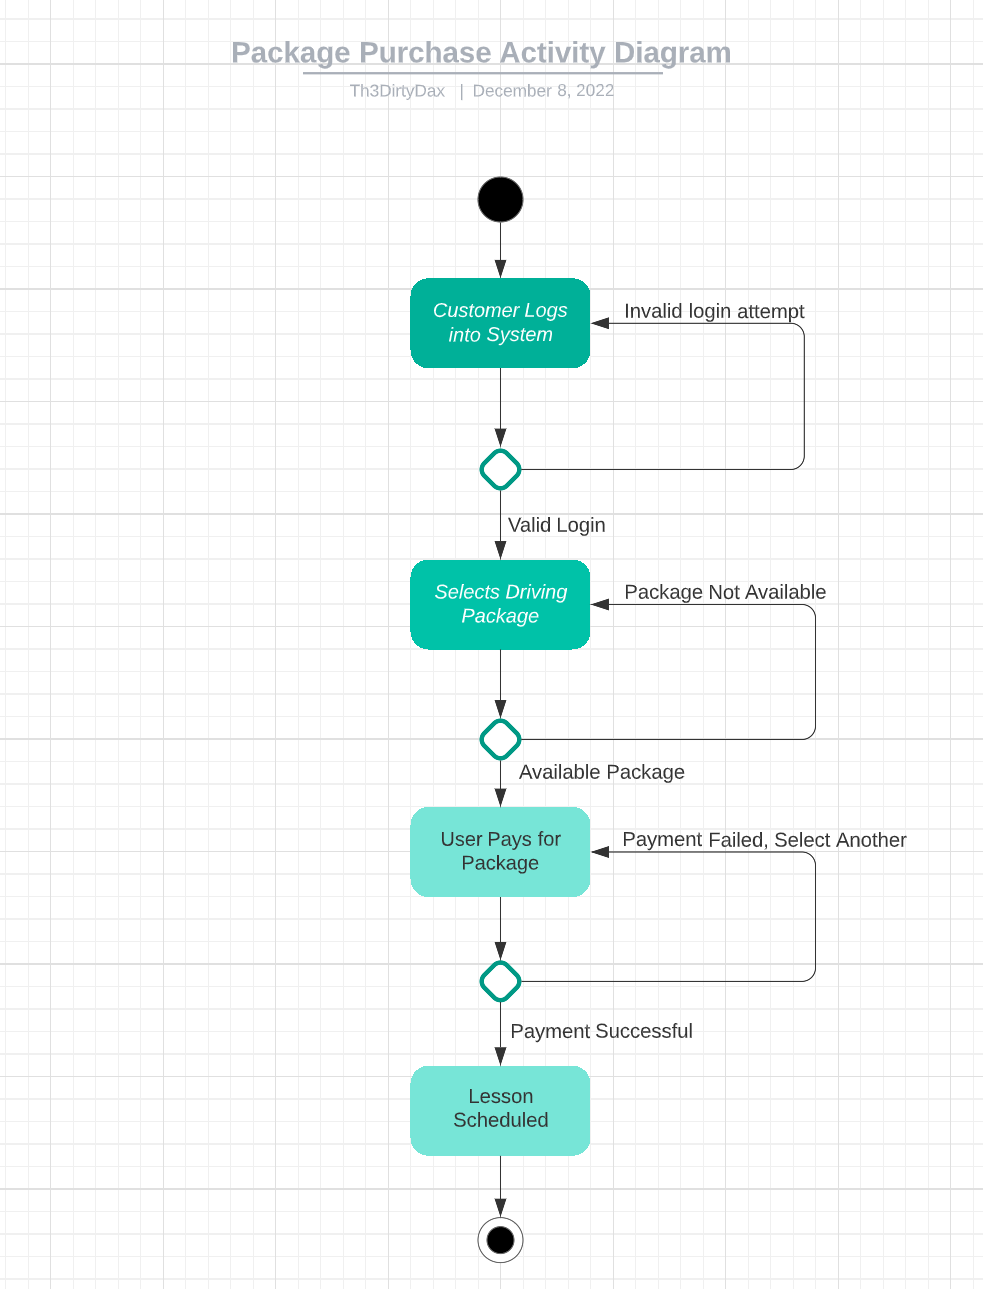 Package Purchase Activity Diagram
Th3DirtyDax | December 8, 2022
Customer Logs
into System
Invalid login attempt
Valid Login
Selects Driving
Package
Package Not Available
Available Package
User Pays for
Package
Payment Failed, Select Another
Payment Successful
Lesson
Scheduled